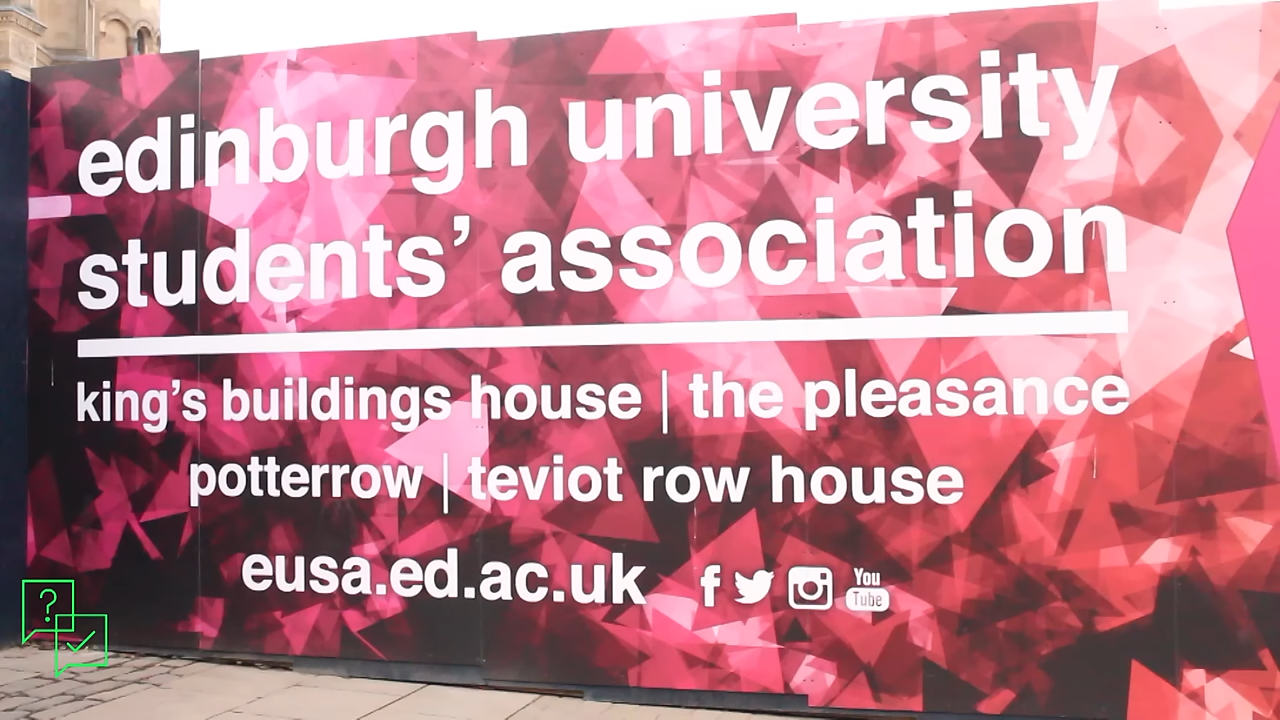 edinburgh university
students’ association
king’s buildings house | the pleasance
potterrow | teviot row house
eusa.ed.ac.uk
You
Tube
?